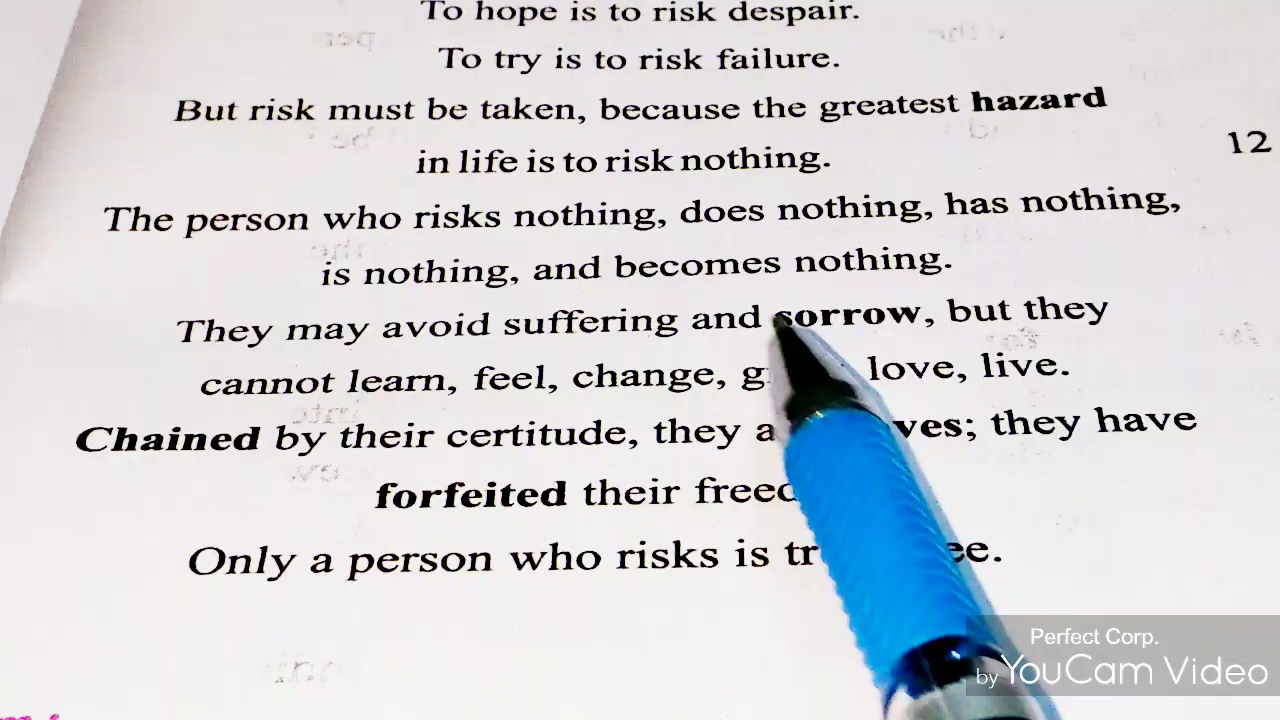 To hope is to risk despair.
To try is to risk failure.
But risk must be taken, because the greatest hazard
in life is to risk nothing.
12
The person who risks nothing, does nothing, has nothing,
is nothing, and becomes nothing.
They may avoid suffering and sorrow, but they
cannot learn, feel, change, love, live.
Chained by their certitude, they they have
forfeited their
Only a person who risks is
Perfect Corp.
by YouCam Video